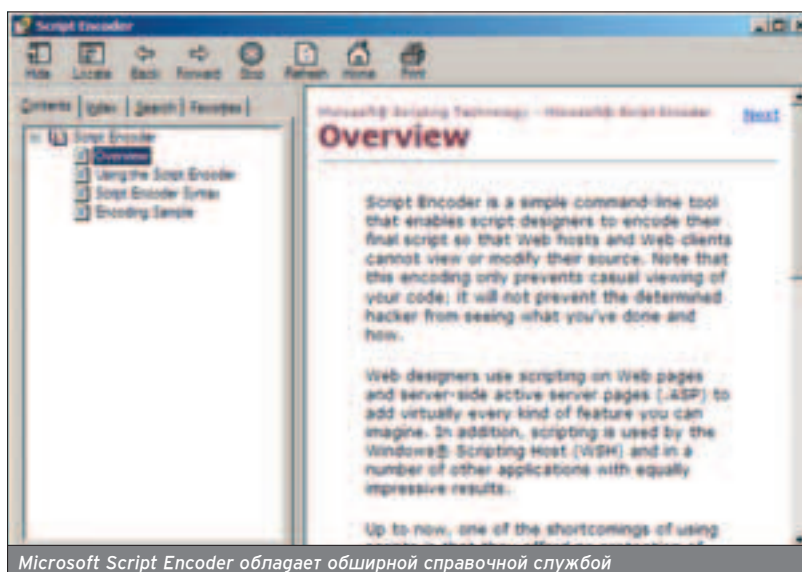 Script Encoder
Hide Locate Back Forward Stop Refresh Home Print
Contents Index Search Favorites
Script Encoder
Overview
Using the Script Encoder
Script Encoder Syntax
Encoding Sample
Microsoft® Scripting Technology - Microsoft® Script Encoder
Next
Overview
Script Encoder is a simple command-line tool
that enables script designers to encode their
final script so that Web hosts and Web clients
cannot view or modify their source. Note that
this encoding only prevents casual viewing of
your code; it will not prevent the determined
hacker from seeing what you've done and
how.
Web designers use scripting on Web pages
and server-side active server pages (.ASP) to
add virtually every kind of feature you can
imagine. In addition, scripting is used by the
Windows® Scripting Host (WSH) and in a
number of other applications with equally
impressive results.
Up to now, one of the shortcomings of using
Microsoft Script Encoder обладает обширной справочной службой